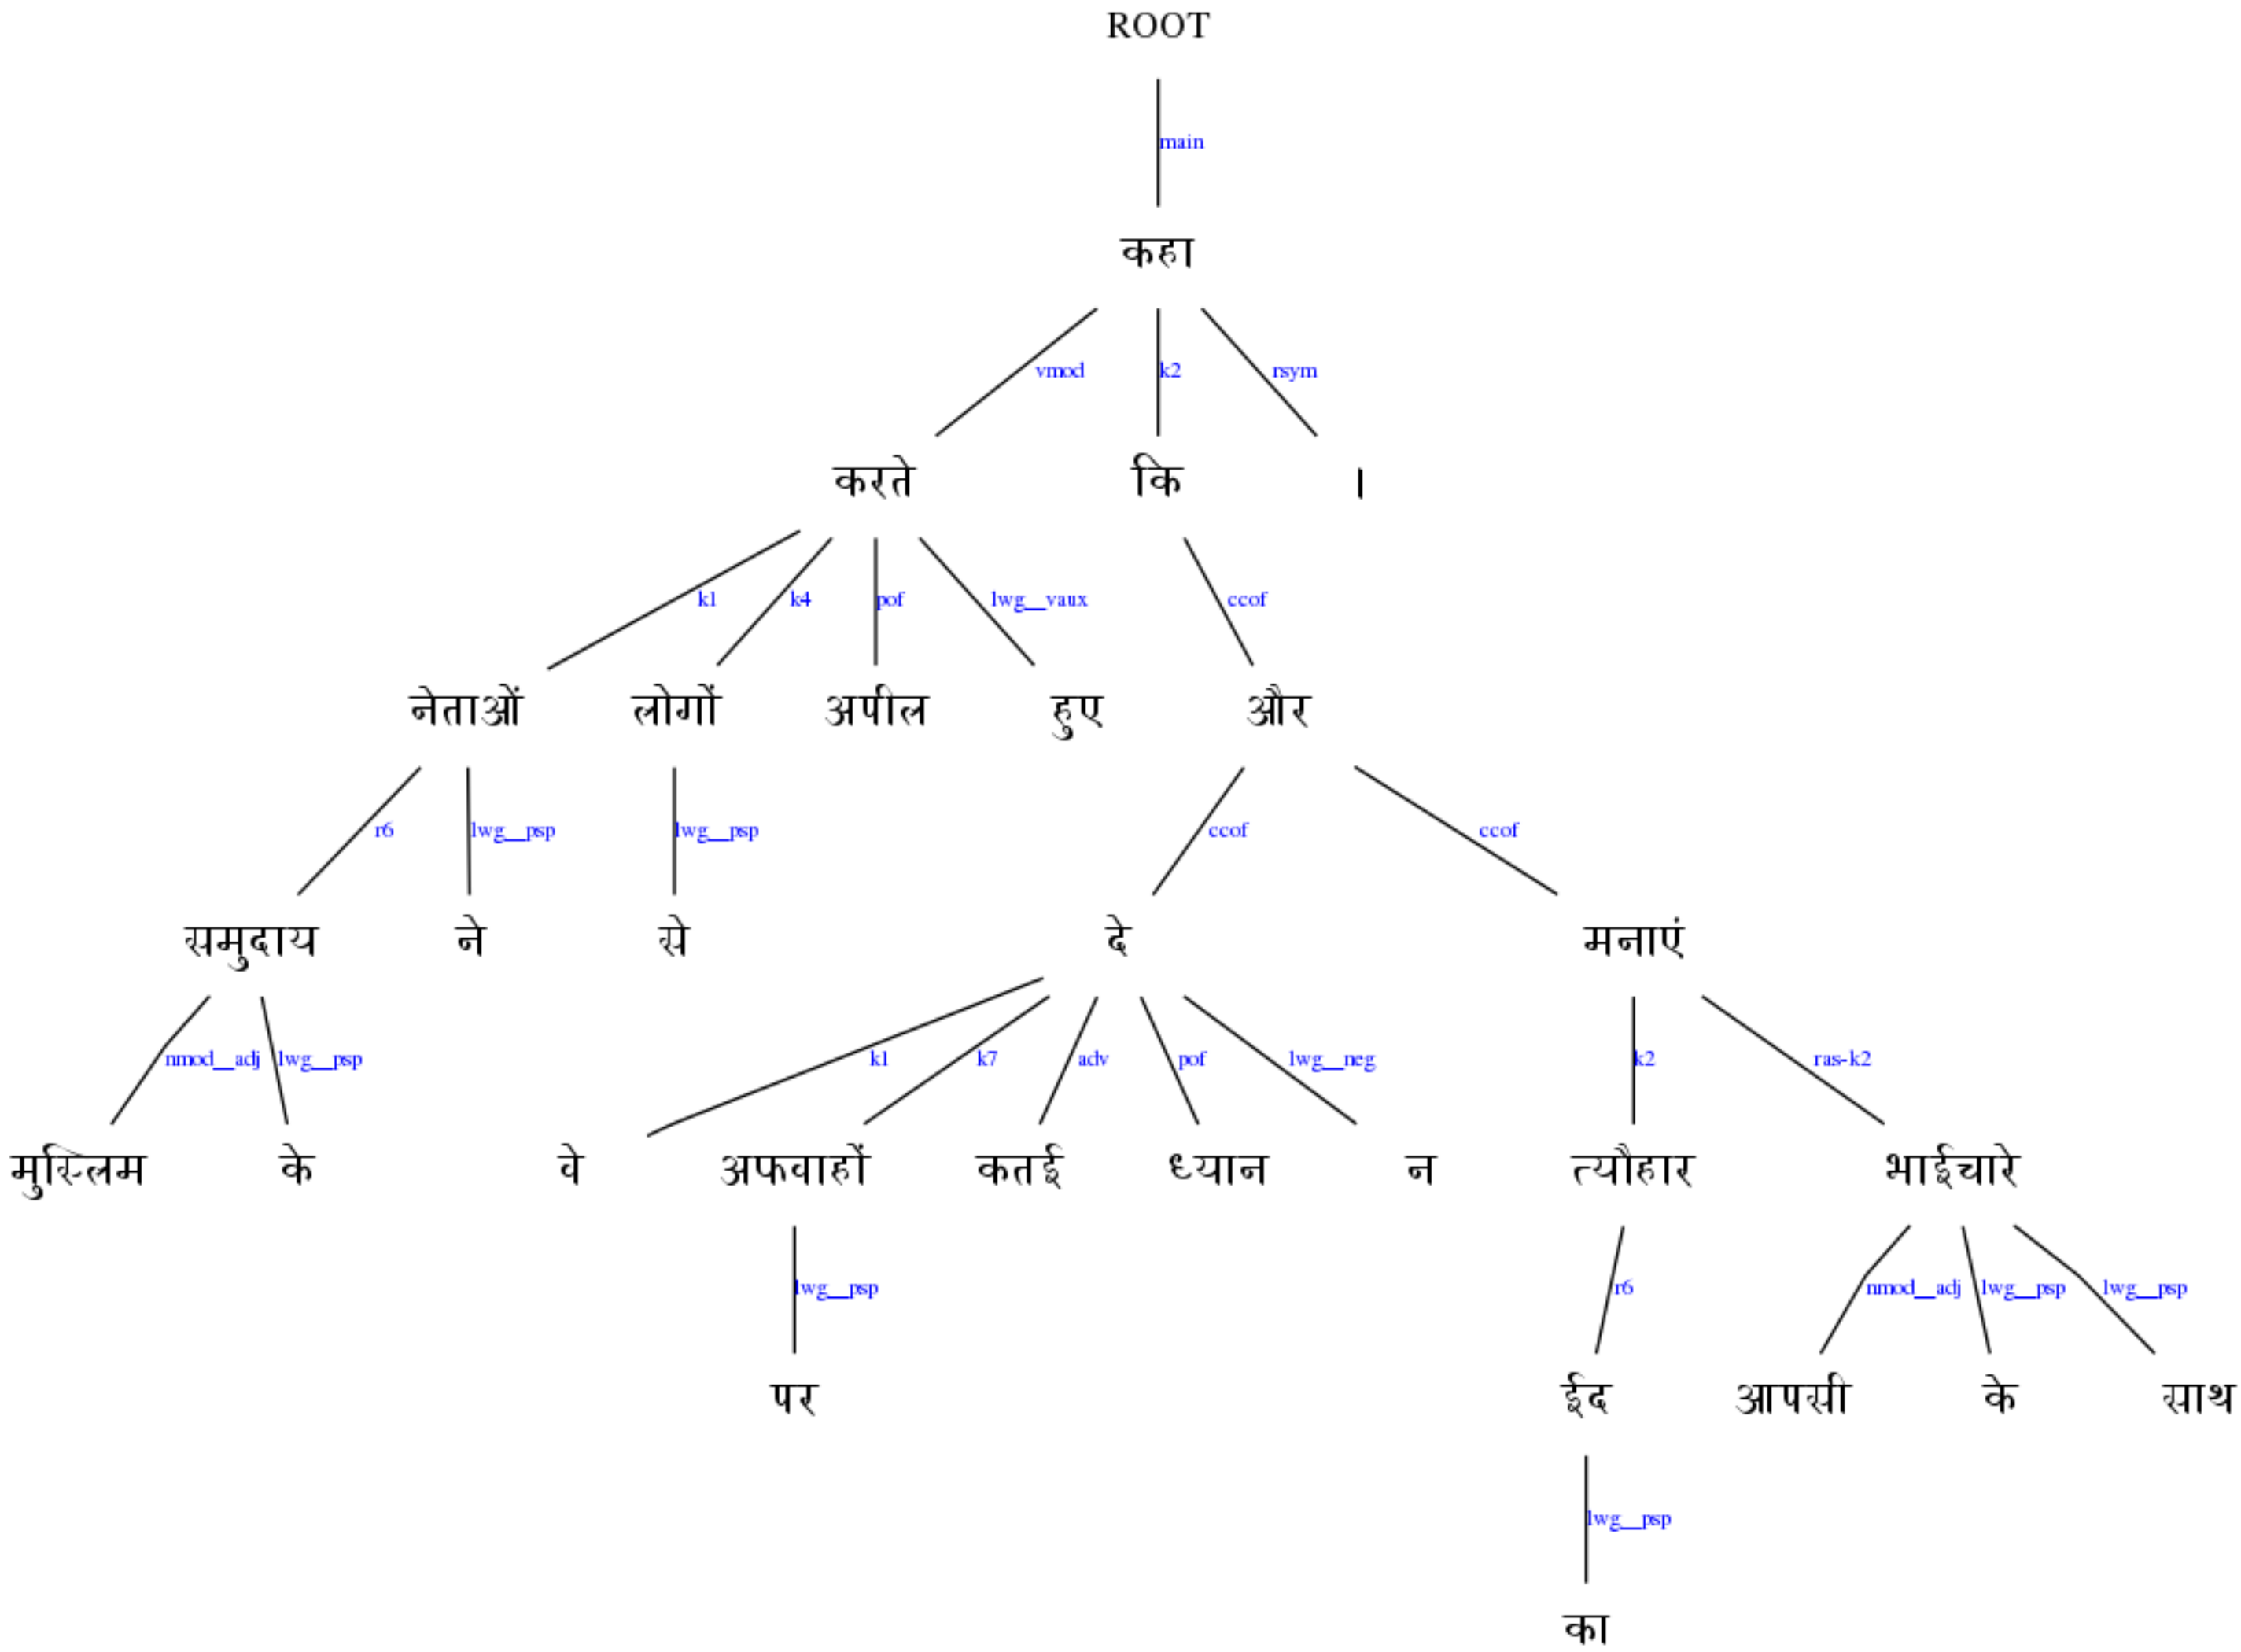 ROOT
main
कहा
vmod k2 rsym
करते कि ।
k1 k4 pof lwg__vaux ccof
नेताओं लोगों अपील हुए और
r6 lwg__psp lwg__psp ccof ccof
समुदाय ने से दे मनाएं
nmod__adj lwg__psp k1 k7 adv pof lwg__neg k2 ras-k2
मुस्लिम के वे अफवाहों कतई ध्यान न त्यौहार भाईचारे
lwg__psp r6 nmod__adj lwg__psp lwg__psp
पर ईद आपसी के साथ
lwg__psp
का